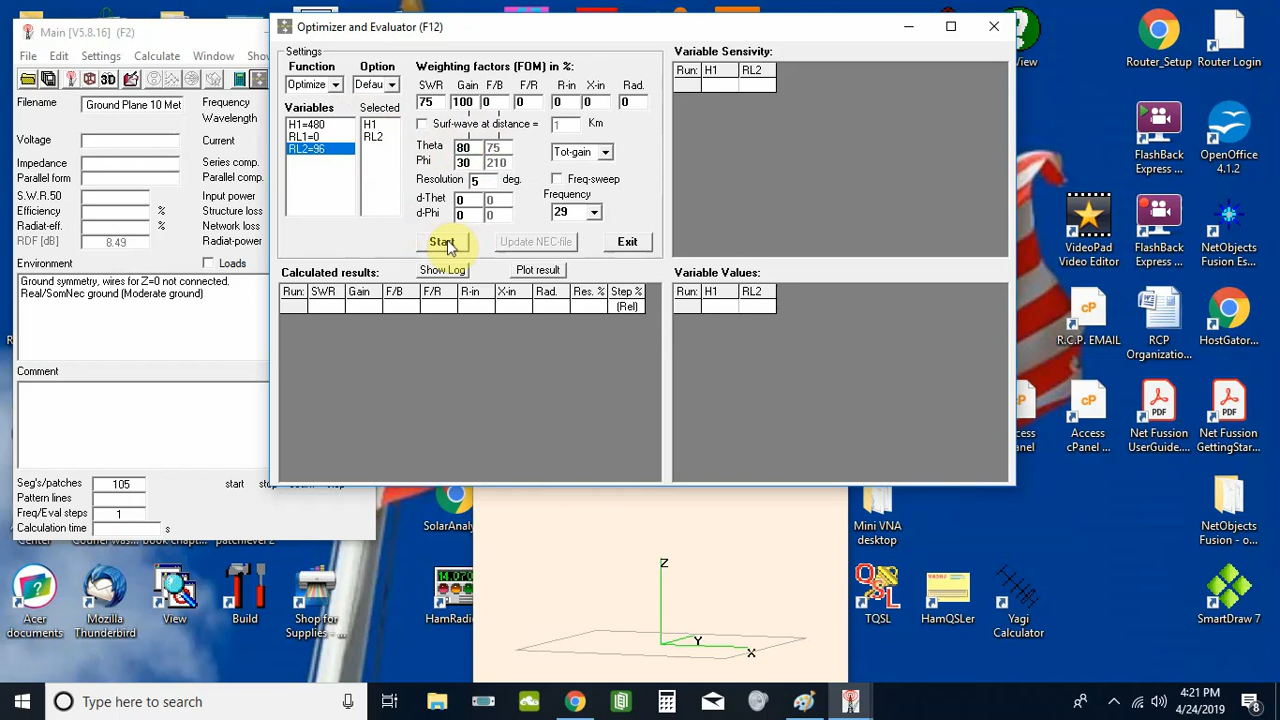 Main [V5.8.16] (F2)
File Edit Settings Calculate Window Show
Filename Ground Plane 10 Met
Frequency
Wavelength
Voltage
Current
Impedance
Series comp.
Parallel form
Parallel comp.
S.W.R.50
Input power
Efficiency %
Structure loss
Radiat-eff. %
Network loss
RDF [dB] 8.49
Radiat-power
Environment
Loads
Ground symmetry, wires for Z=0 not connected.
Real/SomNec ground (Moderate ground)
Comment
Seg's/patches 105
start
Pattern lines
Freq/Eval steps 1
Calculation time s
Optimizer and Evaluator (F12)
Settings
Function Option
Optimize Defau
Variables Selected
H1=480
RL1=0
RL2=96
H1
RL2
Weighting factors (FOM) in %:
SWR Gain F/B F/R R-in X-in Rad.
75 100 0 0 0 0 0
Surf-wave at distance = 1 Km
Theta 80 75
Phi 30 210
Tot-gain
Resolution 5 deg.
Freq-sweep
d-Thet 0 0
d-Phi 0 0
Frequency
29
Start Update NEC-file Exit
Calculated results: Show Log Plot result
Run: SWR Gain F/B F/R R-in X-in Rad. Res. % Step %
(Rel)
Variable Sensivity:
Run: H1 RL2
Variable Values:
Run: H1 RL2
Z
Y
X
View
Router_Setup
Router Login
FlashBack
Express ...
OpenOffice
4.1.2
VideoPad
Video Editor
FlashBack
Express ...
NetObjects
Fusion Es...
R.C.P. EMAIL
RCP
Organizatio...
HostGator...
Access
cPanel ...
Net Fussion
UserGuide...
Net Fussion
GettingStar...
SolarAnaly
Mini VNA
desktop
NetObjects
Fusion - o...
Acer
documents
Mozilla
Thunderbird
View
Build
Shop for
Supplies - ...
14.070
HamRadi
TQSL
HamQSLer
Yagi
Calculator
SmartDraw 7
Type here to search
4:21 PM
4/24/2019
8